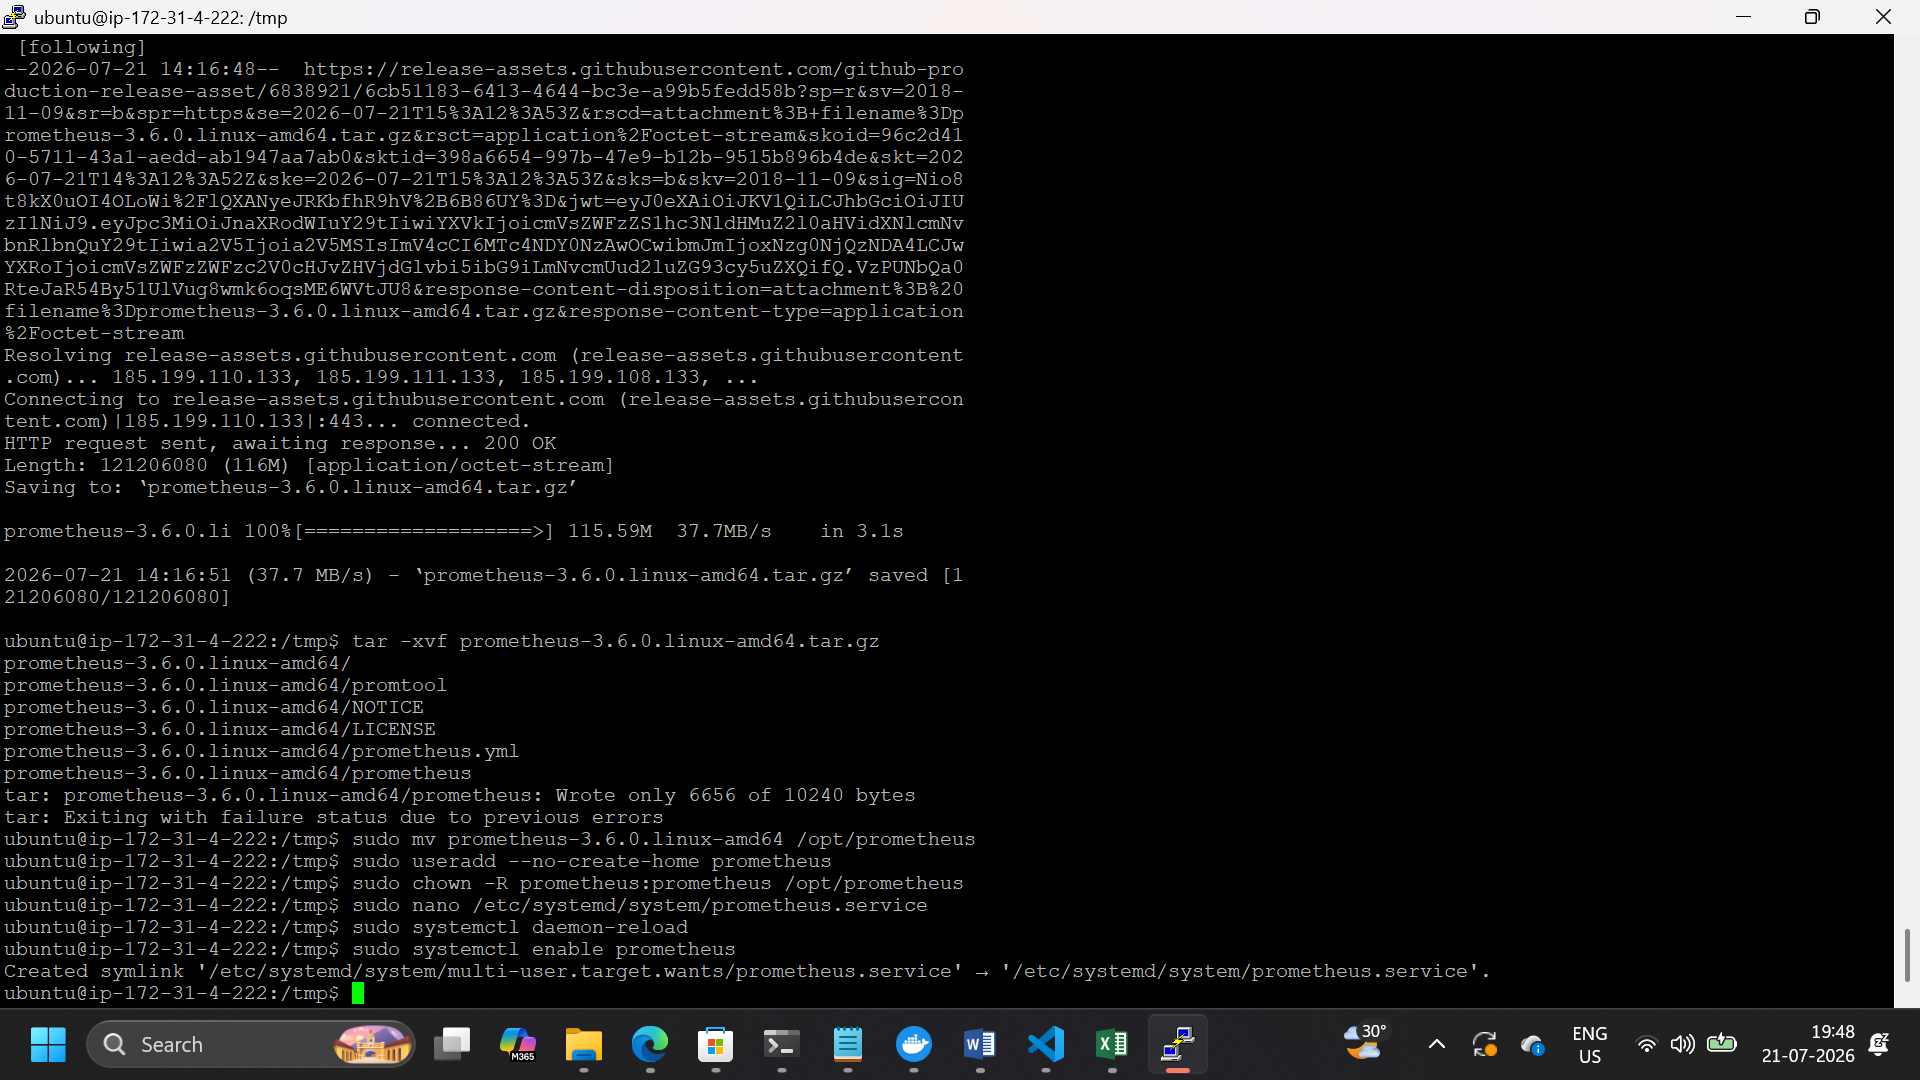 ubuntu@ip-172-31-4-222: /tmp
[following]
--2026-07-21 14:16:48--  https://release-assets.githubusercontent.com/github-pro
duction-release-asset/6838921/6cb51183-6413-4644-bc3e-a99b5fedd58b?sp=r&sv=2018-
11-09&sr=b&spr=https&se=2026-07-21T15%3A12%3A53Z&rscd=attachment%3B+filename%3Dp
rometheus-3.6.0.linux-amd64.tar.gz&rsct=application%2Foctet-stream&skoid=96c2d41
0-5711-43a1-aedd-ab1947aa7ab0&sktid=398a6654-997b-47e9-b12b-9515b896b4de&skt=202
6-07-21T14%3A12%3A52Z&ske=2026-07-21T15%3A12%3A53Z&sks=b&skv=2018-11-09&sig=Nio8
t8kX0uOI4OLoWi%2FlQXANyeJRKbfhR9hV%2B6B86UY%3D&jwt=eyJ0eXAiOiJKV1QiLCJhbGciOiJIU
zI1NiJ9.eyJpc3MiOiJnaXRodWIuY29tIiwiYXVkIjoicmVsZWFzZS1hc3NldHMuZ2l0aHVidXNlcmNv
bnRlbnQuY29tIiwia2V5Ijoia2V5MSIsImV4cCI6MTc4NDY0NzAwOCwibmJmIjoxNzg0NjQzNDA4LCJw
YXRoIjoicmVsZWFzZWFzc2V0cHJvZHVjdGlvbi5ibG9iLmNvcmUud2luZG93cy5uZXQifQ.VzPUNbQa0
RteJaR54By5lUlVug8wmk6oqsME6WVtJU8&response-content-disposition=attachment%3B%20
filename%3Dprometheus-3.6.0.linux-amd64.tar.gz&response-content-type=application
%2Foctet-stream
Resolving release-assets.githubusercontent.com (release-assets.githubusercontent
.com)... 185.199.110.133, 185.199.111.133, 185.199.108.133, ...
Connecting to release-assets.githubusercontent.com (release-assets.githubusercon
tent.com)|185.199.110.133|:443... connected.
HTTP request sent, awaiting response... 200 OK
Length: 121206080 (116M) [application/octet-stream]
Saving to: ‘prometheus-3.6.0.linux-amd64.tar.gz’
prometheus-3.6.0.li 100%[===================>] 115.59M  37.7MB/s    in 3.1s
2026-07-21 14:16:51 (37.7 MB/s) - ‘prometheus-3.6.0.linux-amd64.tar.gz’ saved [1
21206080/121206080]
ubuntu@ip-172-31-4-222:/tmp$ tar -xvf prometheus-3.6.0.linux-amd64.tar.gz
prometheus-3.6.0.linux-amd64/
prometheus-3.6.0.linux-amd64/promtool
prometheus-3.6.0.linux-amd64/NOTICE
prometheus-3.6.0.linux-amd64/LICENSE
prometheus-3.6.0.linux-amd64/prometheus.yml
prometheus-3.6.0.linux-amd64/prometheus
tar: prometheus-3.6.0.linux-amd64/prometheus: Wrote only 6656 of 10240 bytes
tar: Exiting with failure status due to previous errors
ubuntu@ip-172-31-4-222:/tmp$ sudo mv prometheus-3.6.0.linux-amd64 /opt/prometheus
ubuntu@ip-172-31-4-222:/tmp$ sudo useradd --no-create-home prometheus
ubuntu@ip-172-31-4-222:/tmp$ sudo chown -R prometheus:prometheus /opt/prometheus
ubuntu@ip-172-31-4-222:/tmp$ sudo nano /etc/systemd/system/prometheus.service
ubuntu@ip-172-31-4-222:/tmp$ sudo systemctl daemon-reload
ubuntu@ip-172-31-4-222:/tmp$ sudo systemctl enable prometheus
Created symlink '/etc/systemd/system/multi-user.target.wants/prometheus.service' → '/etc/systemd/system/prometheus.service'.
ubuntu@ip-172-31-4-222:/tmp$
Search
M365
30°
ENG
US
19:48
21-07-2026